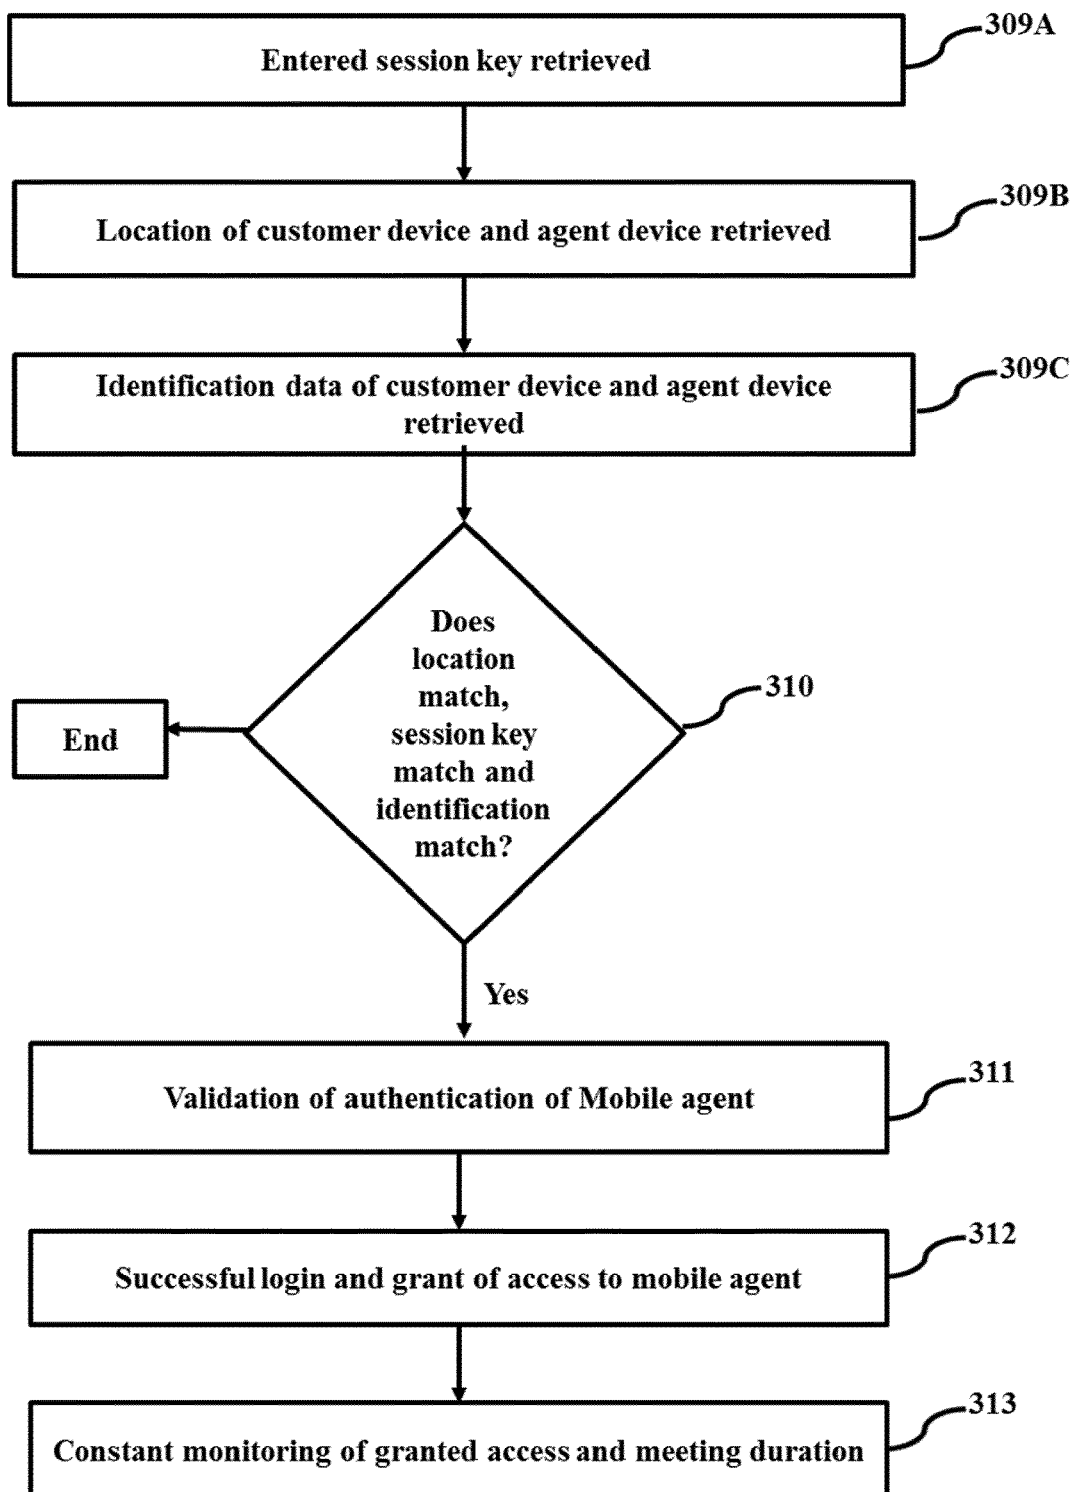 309A
Entered session key retrieved
309B
Location of customer device and agent device retrieved
309C
Identification data of customer device and agent device
retrieved
Does
location
match,
session key
match and
identification
match?
310
End
Yes
311
Validation of authentication of Mobile agent
312
Successful login and grant of access to mobile agent
313
Constant monitoring of granted access and meeting duration